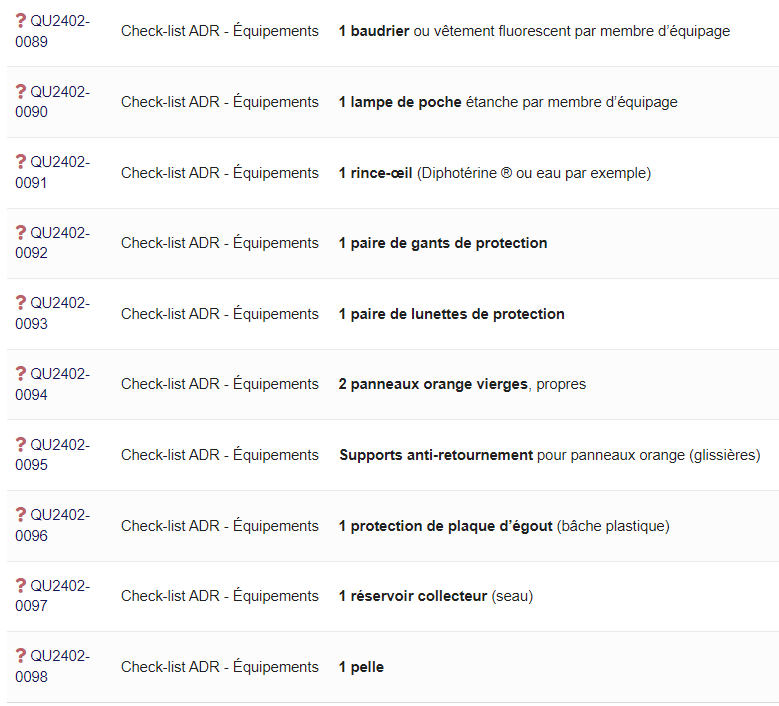 ? QU2402-
0089
Check-list ADR - Équipements
1 baudrier ou vêtement fluorescent par membre d’équipage
? QU2402-
0090
Check-list ADR - Équipements
1 lampe de poche étanche par membre d’équipage
? QU2402-
0091
Check-list ADR - Équipements
1 rince-œil (Diphotérine ® ou eau par exemple)
? QU2402-
0092
Check-list ADR - Équipements
1 paire de gants de protection
? QU2402-
0093
Check-list ADR - Équipements
1 paire de lunettes de protection
? QU2402-
0094
Check-list ADR - Équipements
2 panneaux orange vierges, propres
? QU2402-
0095
Check-list ADR - Équipements
Supports anti-retournement pour panneaux orange (glissières)
? QU2402-
0096
Check-list ADR - Équipements
1 protection de plaque d’égout (bâche plastique)
? QU2402-
0097
Check-list ADR - Équipements
1 réservoir collecteur (seau)
? QU2402-
0098
Check-list ADR - Équipements
1 pelle